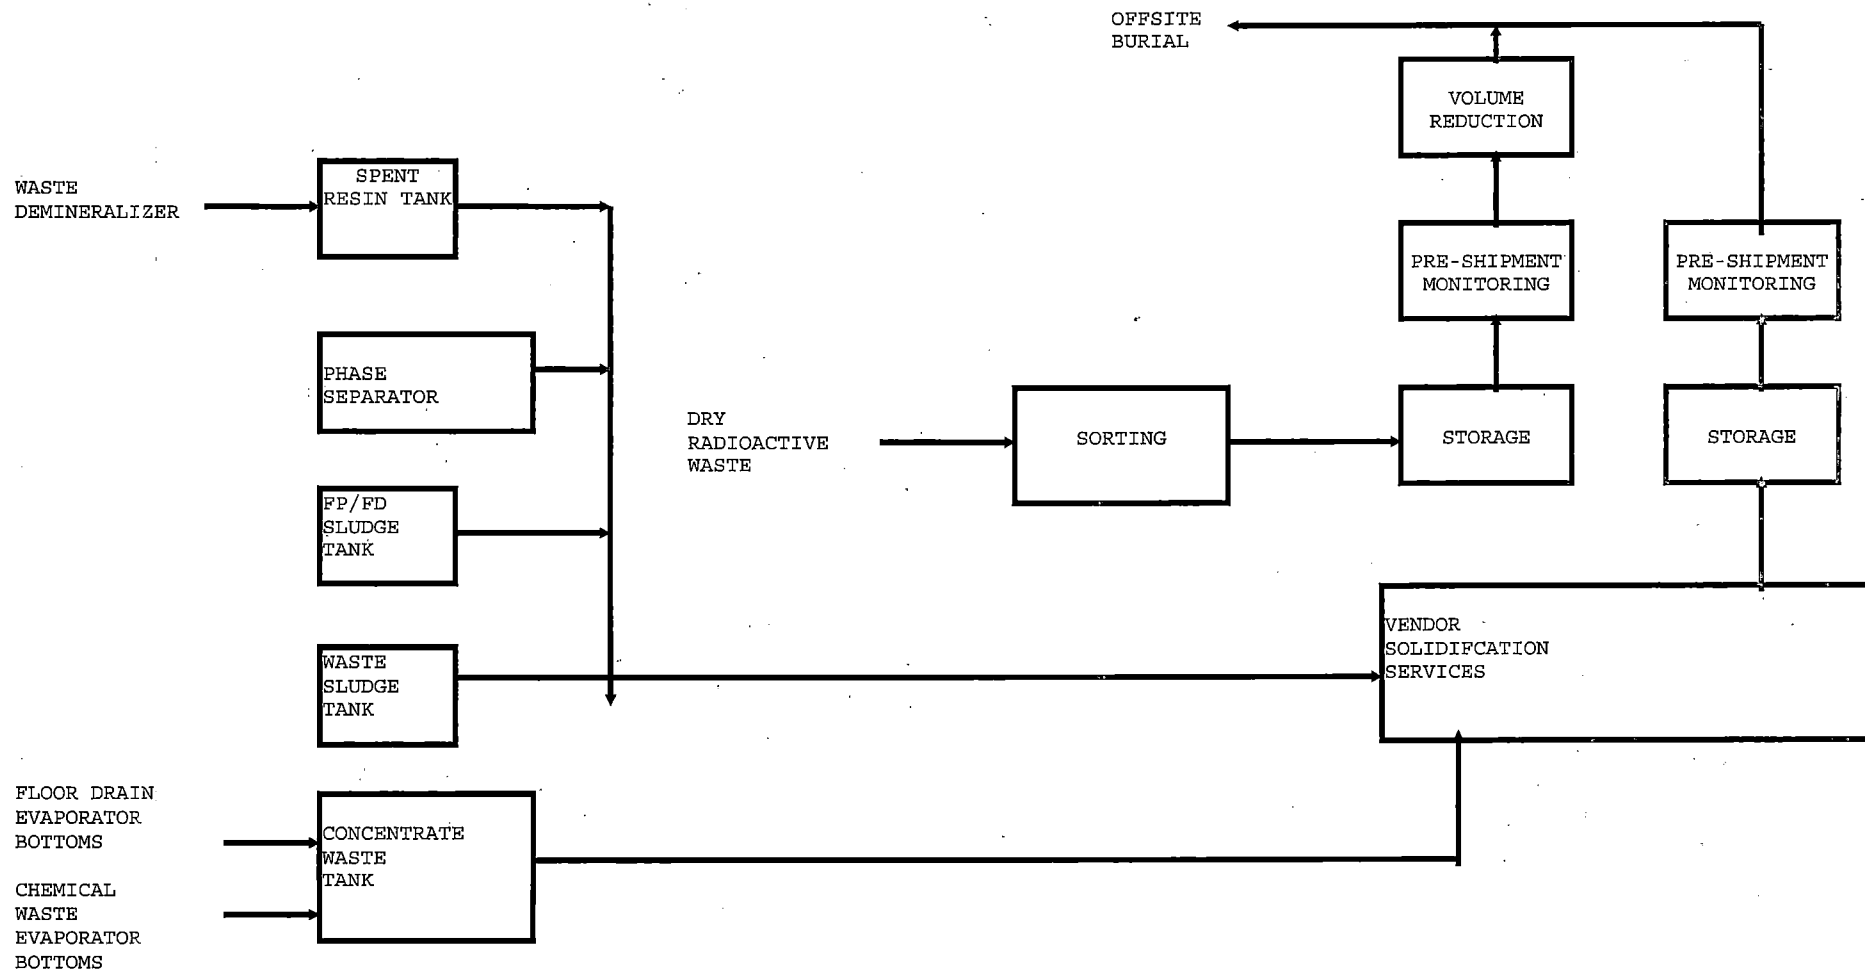 OFFSITE
BURIAL
VOLUME
REDUCTION
WASTE
DEMINERALIZER
SPENT
RESIN TANK
PRE-SHIPMENT
MONITORING
PRE-SHIPMENT
MONITORING
PHASE
SEPARATOR
DRY
RADIOACTIVE
WASTE
SORTING
STORAGE
STORAGE
FP/FD
SLUDGE
TANK
VENDOR
SOLIDIFCATION
SERVICES
WASTE
SLUDGE
TANK
FLOOR DRAIN
EVAPORATOR
BOTTOMS
CONCENTRATE
WASTE
TANK
CHEMICAL
WASTE
EVAPORATOR
BOTTOMS